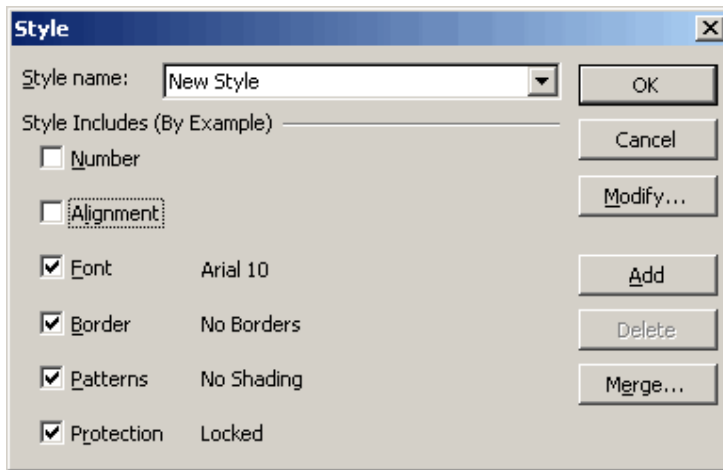 Style
Style name: New Style OK
Style Includes (By Example) Cancel
Number
Modify...
Alignment
Font Arial 10 Add
Border No Borders Delete
Patterns No Shading Merge...
Protection Locked